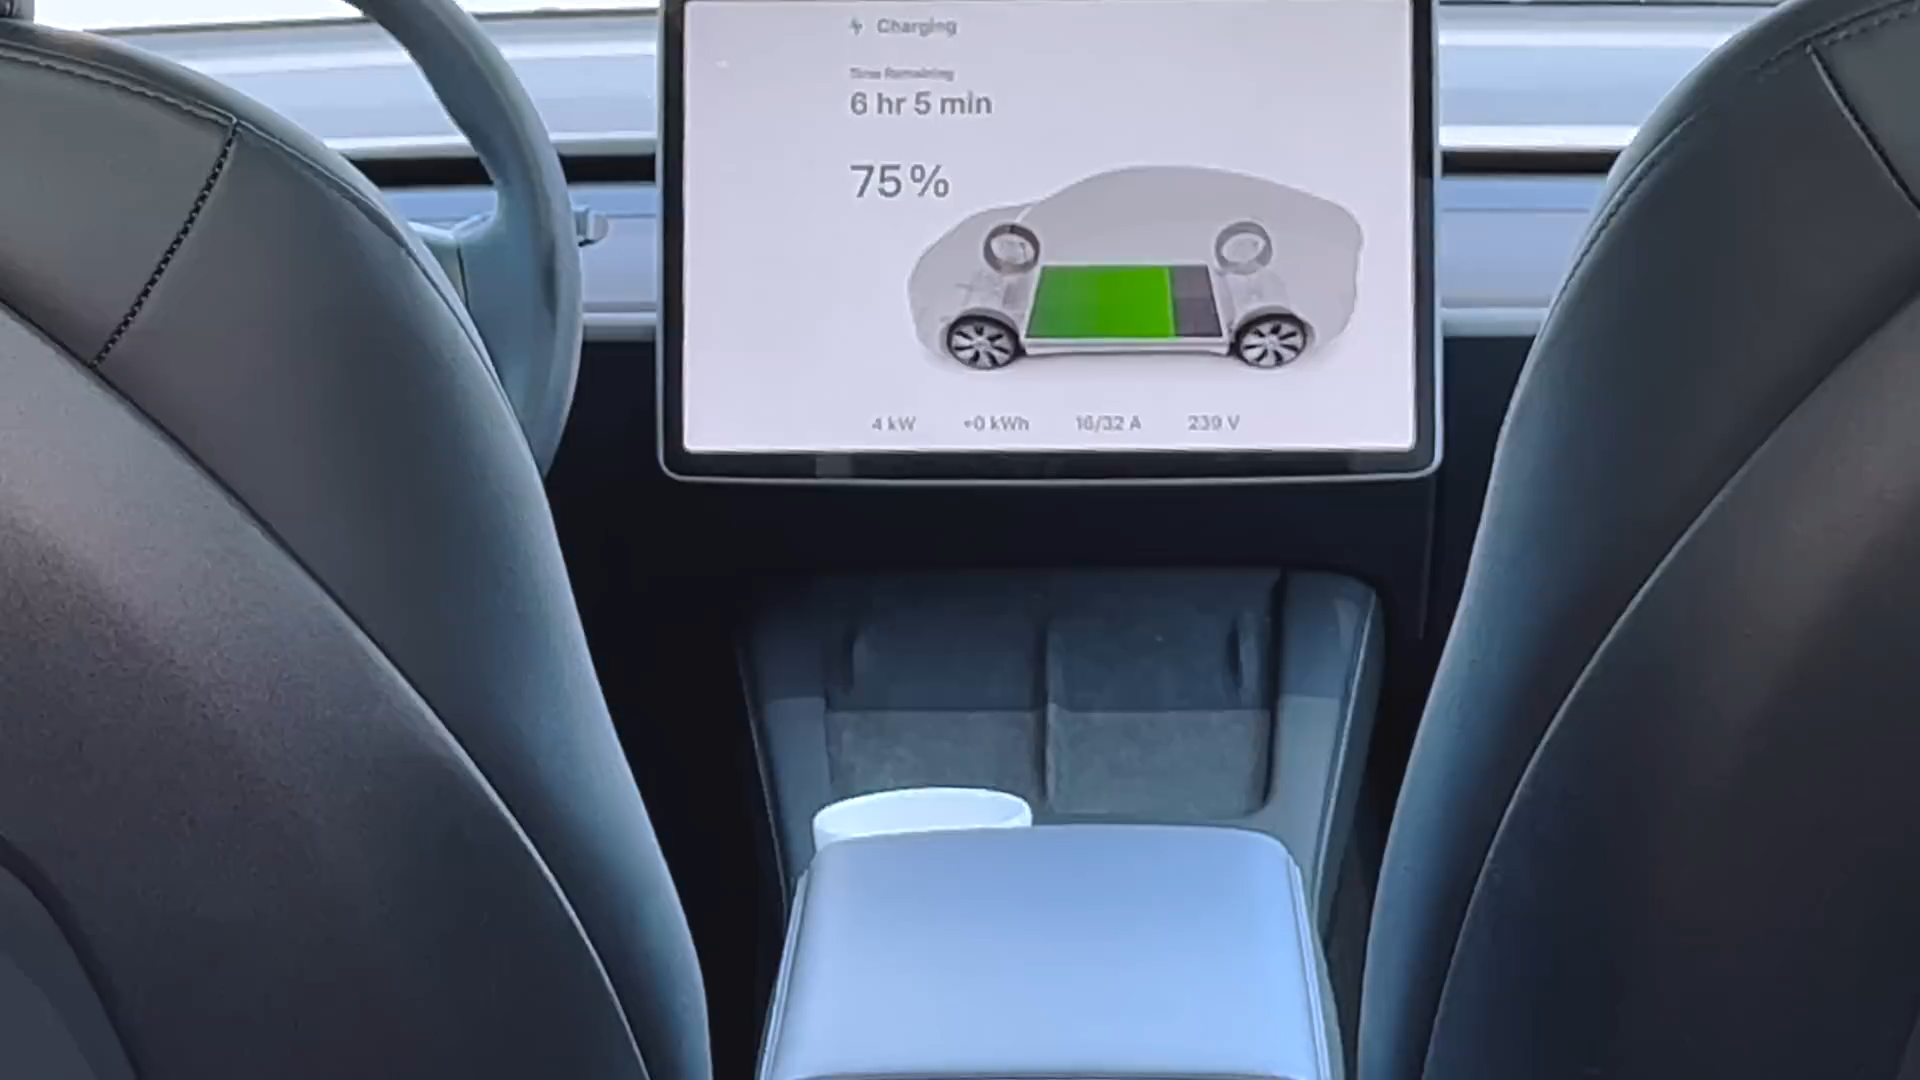 Charging
Time Remaining
6 hr 5 min
75%
4 kW +0 kWh 16/32 A 239 V